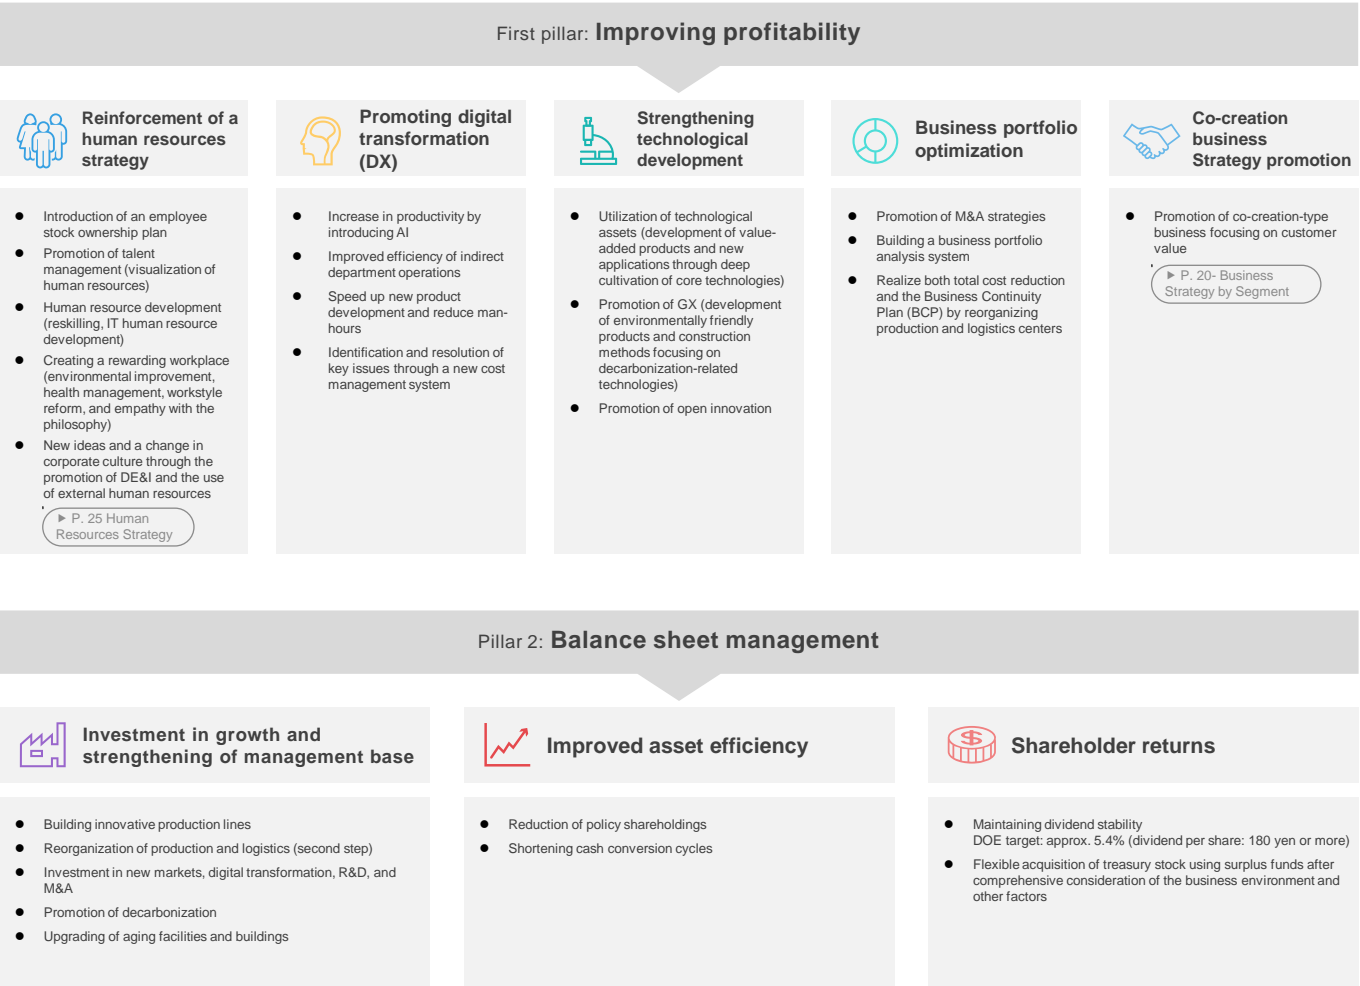 First pillar: Improving profitability
Reinforcement of a
human resources
strategy
Introduction of an employee
stock ownership plan
Promotion of talent
management (visualization of
human resources)
Human resource development
(reskilling, IT human resource
development)
Creating a rewarding workplace
(environmental improvement,
health management, workstyle
reform, and empathy with the
philosophy)
New ideas and a change in
corporate culture through the
promotion of DE&I and the use
of external human resources
P. 25 Human
Resources Strategy
Promoting digital
transformation
(DX)
Increase in productivity by
introducing AI
Improved efficiency of indirect
department operations
Speed up new product
development and reduce man-
hours
Identification and resolution of
key issues through a new cost
management system
Strengthening
technological
development
Utilization of technological
assets (development of value-
added products and new
applications through deep
cultivation of core technologies)
Promotion of GX (development
of environmentally friendly
products and construction
methods focusing on
decarbonization-related
technologies)
Promotion of open innovation
Business portfolio
optimization
Promotion of M&A strategies
Building a business portfolio
analysis system
Realize both total cost reduction
and the Business Continuity
Plan (BCP) by reorganizing
production and logistics centers
Co-creation
business
Strategy promotion
Promotion of co-creation-type
business focusing on customer
value
P. 20- Business
Strategy by Segment
Pillar 2: Balance sheet management
Investment in growth and
strengthening of management base
Building innovative production lines
Reorganization of production and logistics (second step)
Investment in new markets, digital transformation, R&D, and
M&A
Promotion of decarbonization
Upgrading of aging facilities and buildings
Improved asset efficiency
Reduction of policy shareholdings
Shortening cash conversion cycles
Shareholder returns
Maintaining dividend stability
DOE target: approx. 5.4% (dividend per share: 180 yen or more)
Flexible acquisition of treasury stock using surplus funds after
comprehensive consideration of the business environment and
other factors